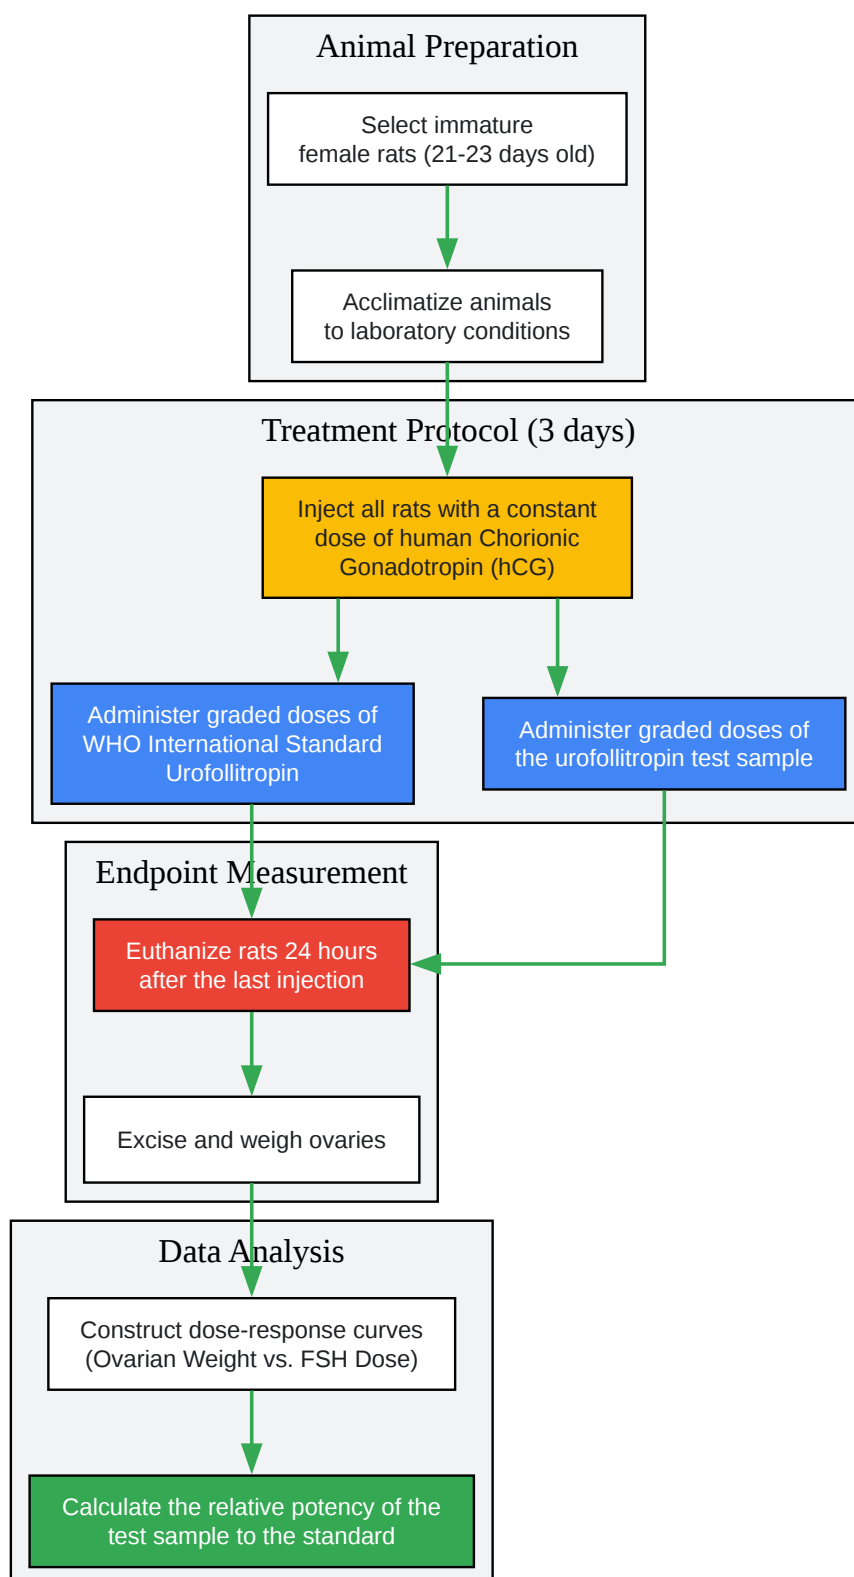 Animal Preparation
Select immature
female rats (21-23 days old)
Acclimatize animals
to laboratory conditions
Treatment Protocol (3 days)
Inject all rats with a constant
dose of human Chorionic
Gonadotropin (hCG)
Administer graded doses of
WHO International Standard
Urofollitropin
Administer graded doses of
the urofollitropin test sample
Endpoint Measurement
Euthanize rats 24 hours
after the last injection
Excise and weigh ovaries
Data Analysis
Construct dose-response curves
(Ovarian Weight vs. FSH Dose)
Calculate the relative potency of the
test sample to the standard